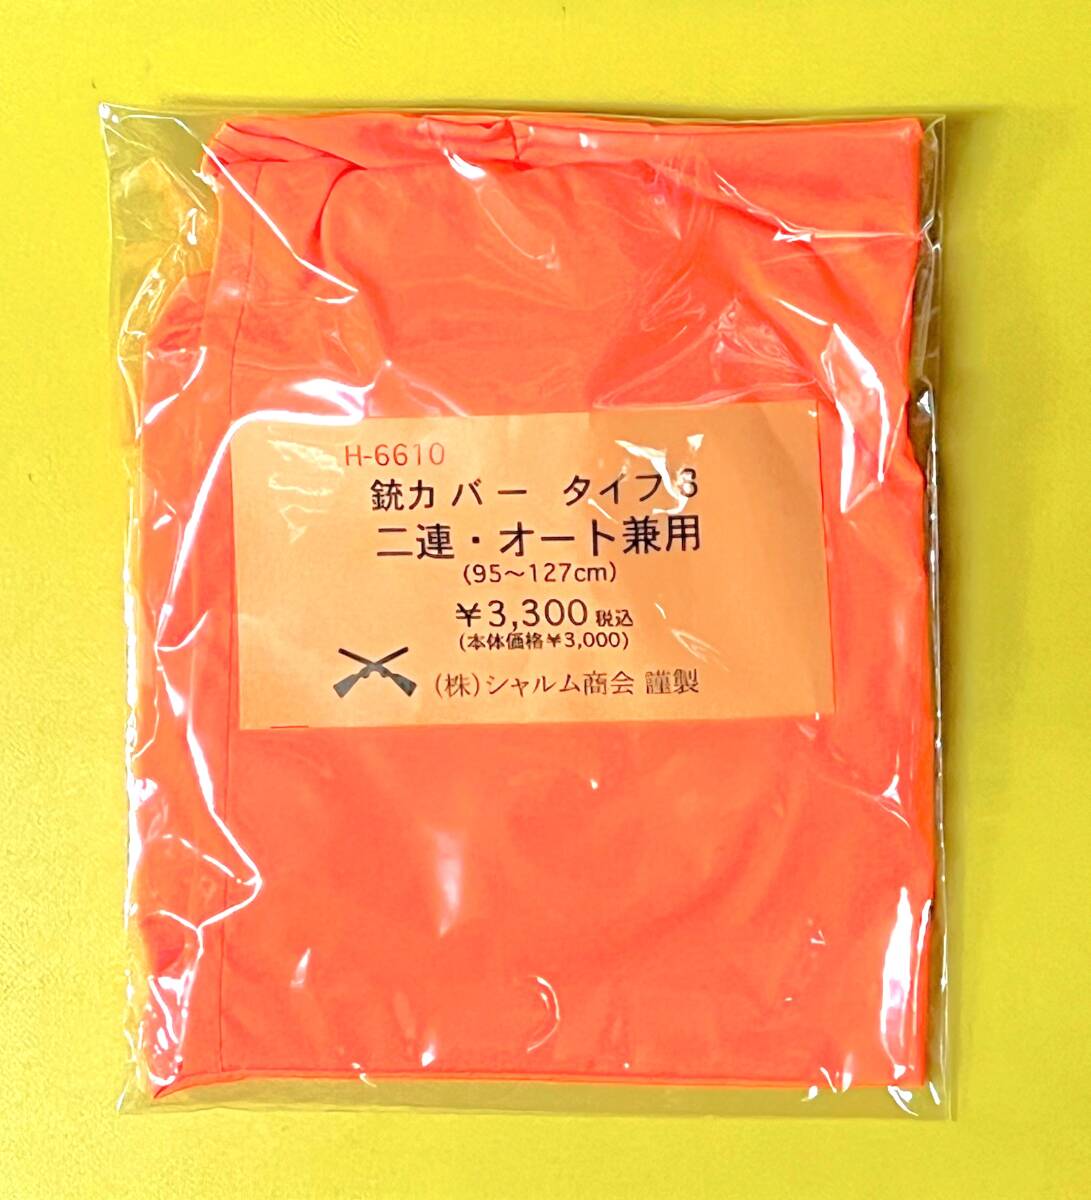 H-6610
銃カバー タイプ3
二連・オート兼用
(95～127cm)
¥3,300 税込
(本体価格¥3,000)
(株)シャルム商会 謹製